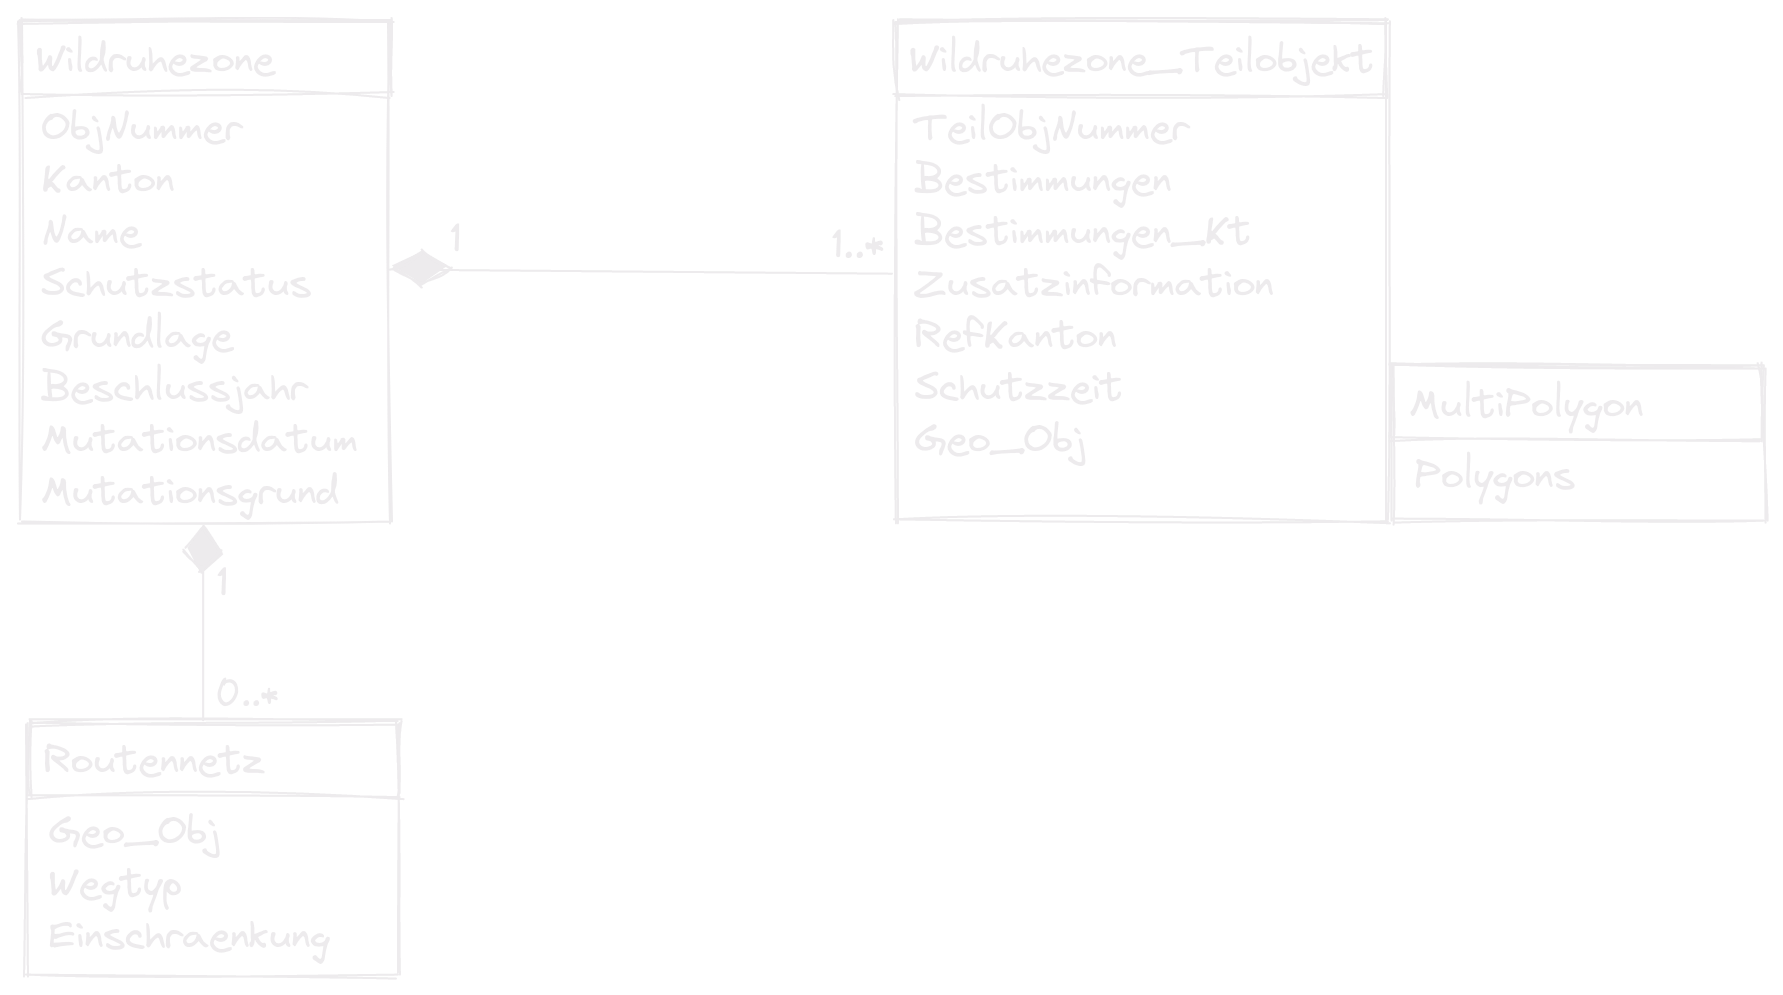 Wildruhezone
ObjNummer
Kanton
Name
Schutzstatus
Grundlage
Beschlussjahr
Mutationsdatum
Mutationsgrund
1
1..*
Wildruhezone_Teilobjekt
TeilObjNummer
Bestimmungen
Bestimmungen_Kt
Zusatzinformation
RefKanton
Schutzzeit
Geo_Obj
MultiPolygon
Polygons
1
0..*
Routennetz
Geo_Obj
Wegtyp
Einschraenkung